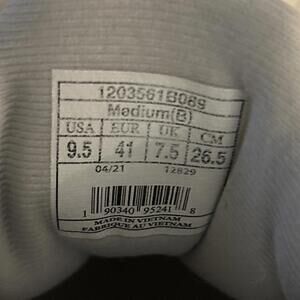 1203561B089
Medium(B)
USA EUR UK CM
9.5 41 7.5 26.5
04/21 12829
1 90340 95241 8
MADE IN VIETNAM
FABRIQUE AU VIETNAM